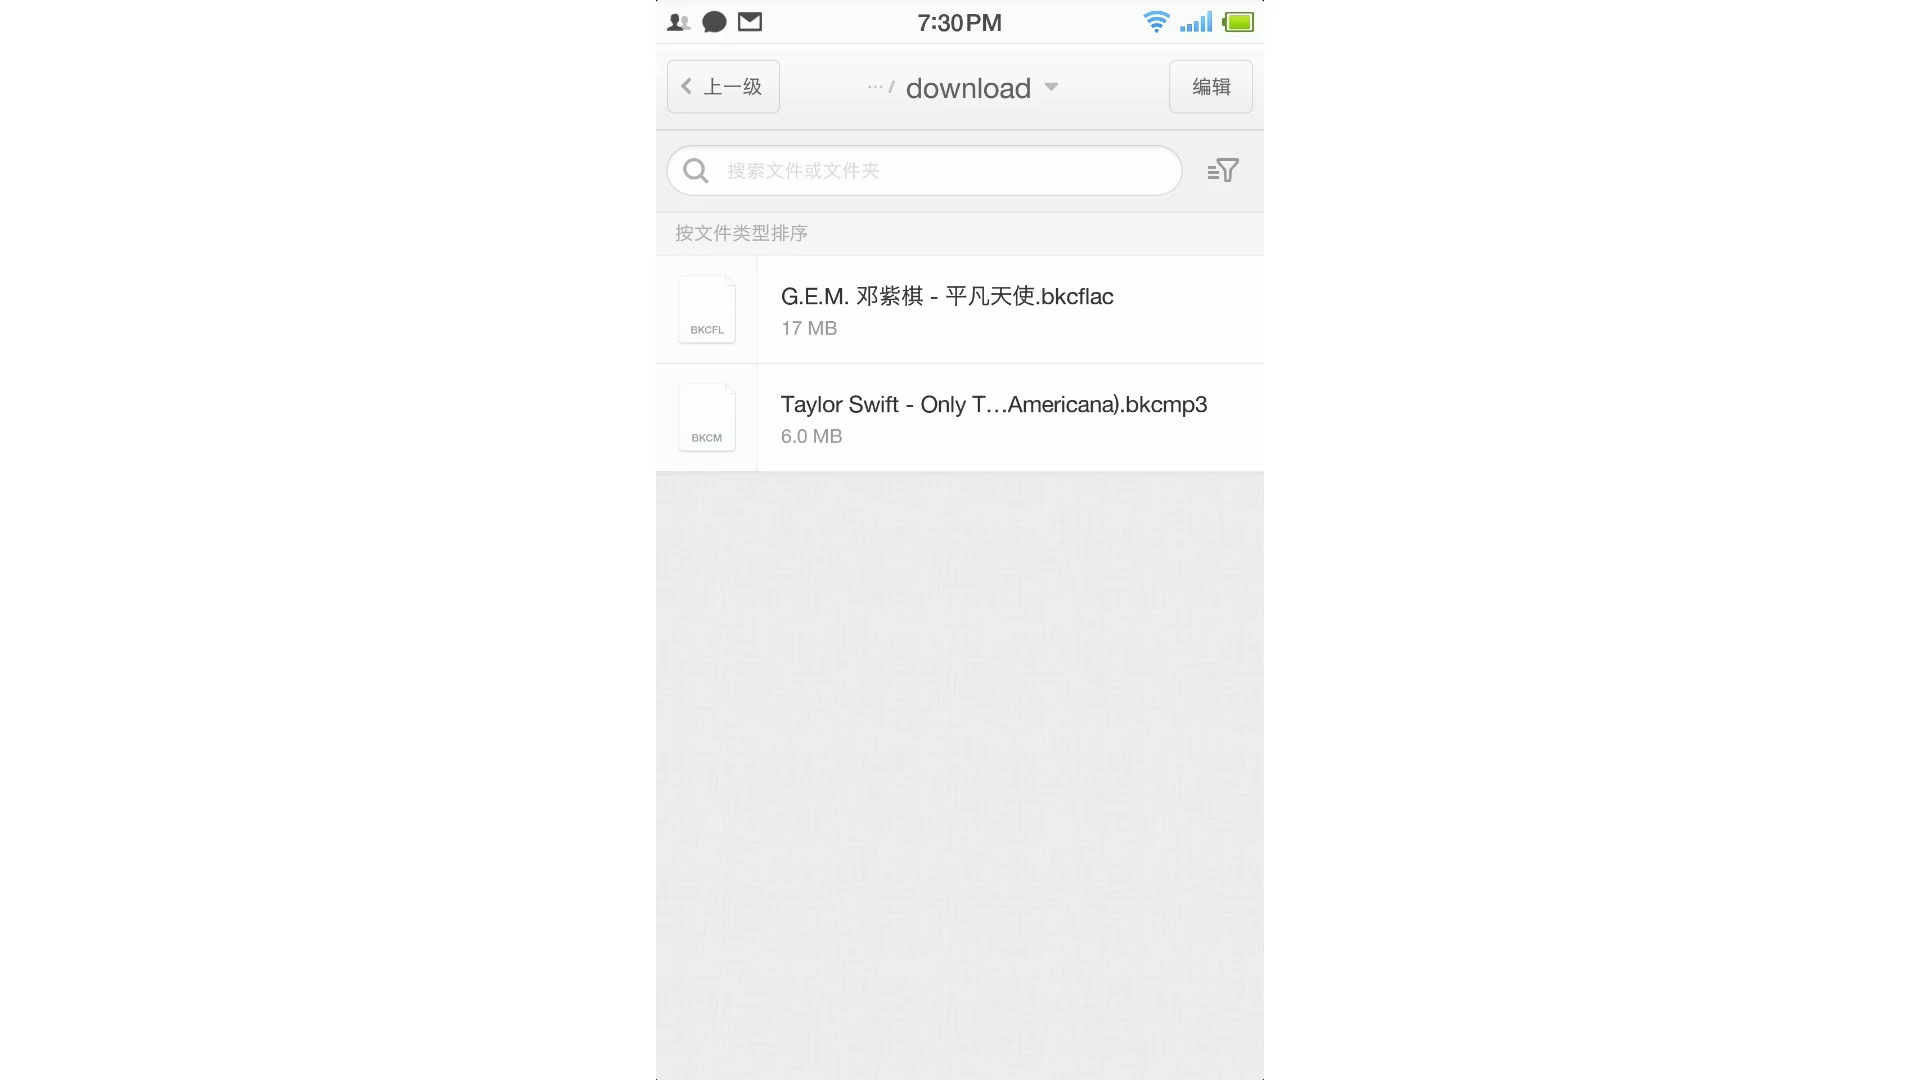 7:30 PM
上一级
··· / download
编辑
搜索文件或文件夹
按文件类型排序
BKCFL
G.E.M. 邓紫棋 - 平凡天使.bkcflac
17 MB
BKCM
Taylor Swift - Only T...Americana).bkcmp3
6.0 MB